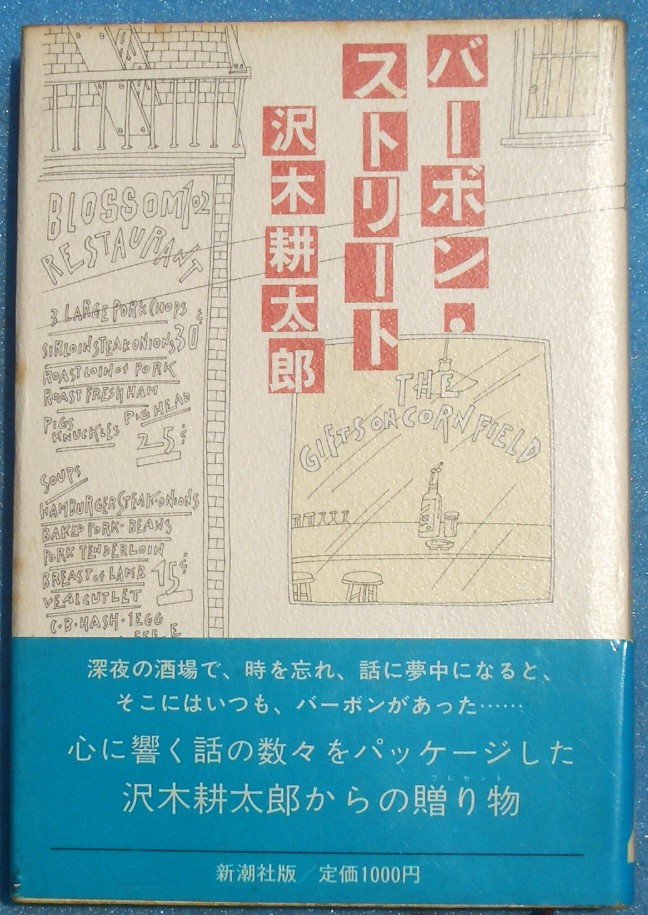 バーボン・
ストリート
沢木耕太郎
BLOSSOM102
RESTAURANT
3 LARGE PORK CHOPS
SIRLOIN STEAK ONIONS 30¢
ROAST LOIN OF PORK
ROAST FRESH HAM
PIGS KNUCKLES PIG HEAD
25¢
SOUPS
HAMBURGER STEAK・ONIONS
BAKED PORK・BEANS
PORK TENDERLOIN
BREAST OF LAMB 15¢
VEAL CUTLET
C・B・HASH・1EGG
THE
GIFTS ON CORN FIELD
深夜の酒場で、時を忘れ、話に夢中になると、
そこにはいつも、バーボンがあった……
心に響く話の数々をパッケージした
プレゼント
沢木耕太郎からの贈り物
新潮社版／定価1000円